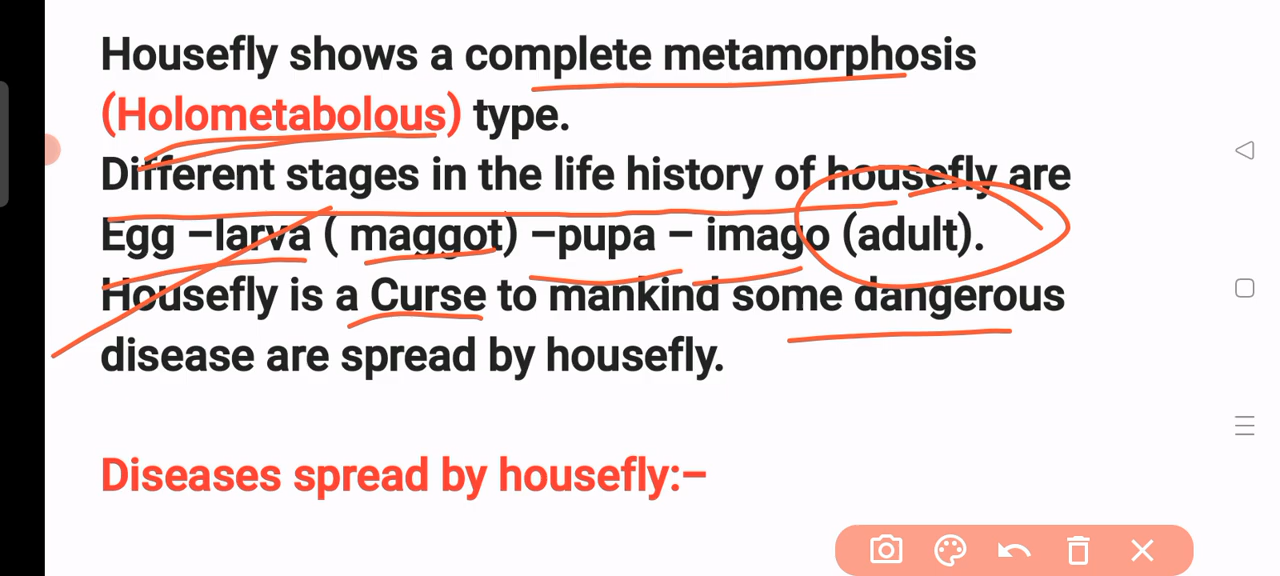 Housefly shows a complete metamorphosis
(Holometabolous) type.
Different stages in the life history of housefly are
Egg –larva ( maggot) –pupa – imago (adult).
Housefly is a Curse to mankind some dangerous
disease are spread by housefly.
Diseases spread by housefly:–